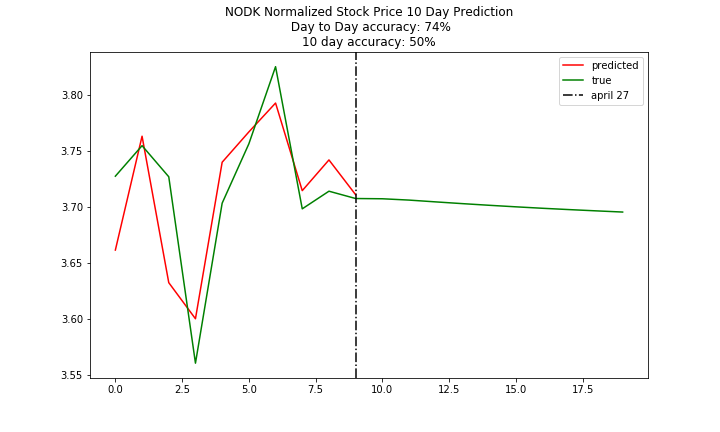 NODK Normalized Stock Price 10 Day Prediction
Day to Day accuracy: 74%
10 day accuracy: 50%
predicted
true
april 27
3.80
3.75
3.70
3.65
3.60
3.55
0.0 2.5 5.0 7.5 10.0 12.5 15.0 17.5